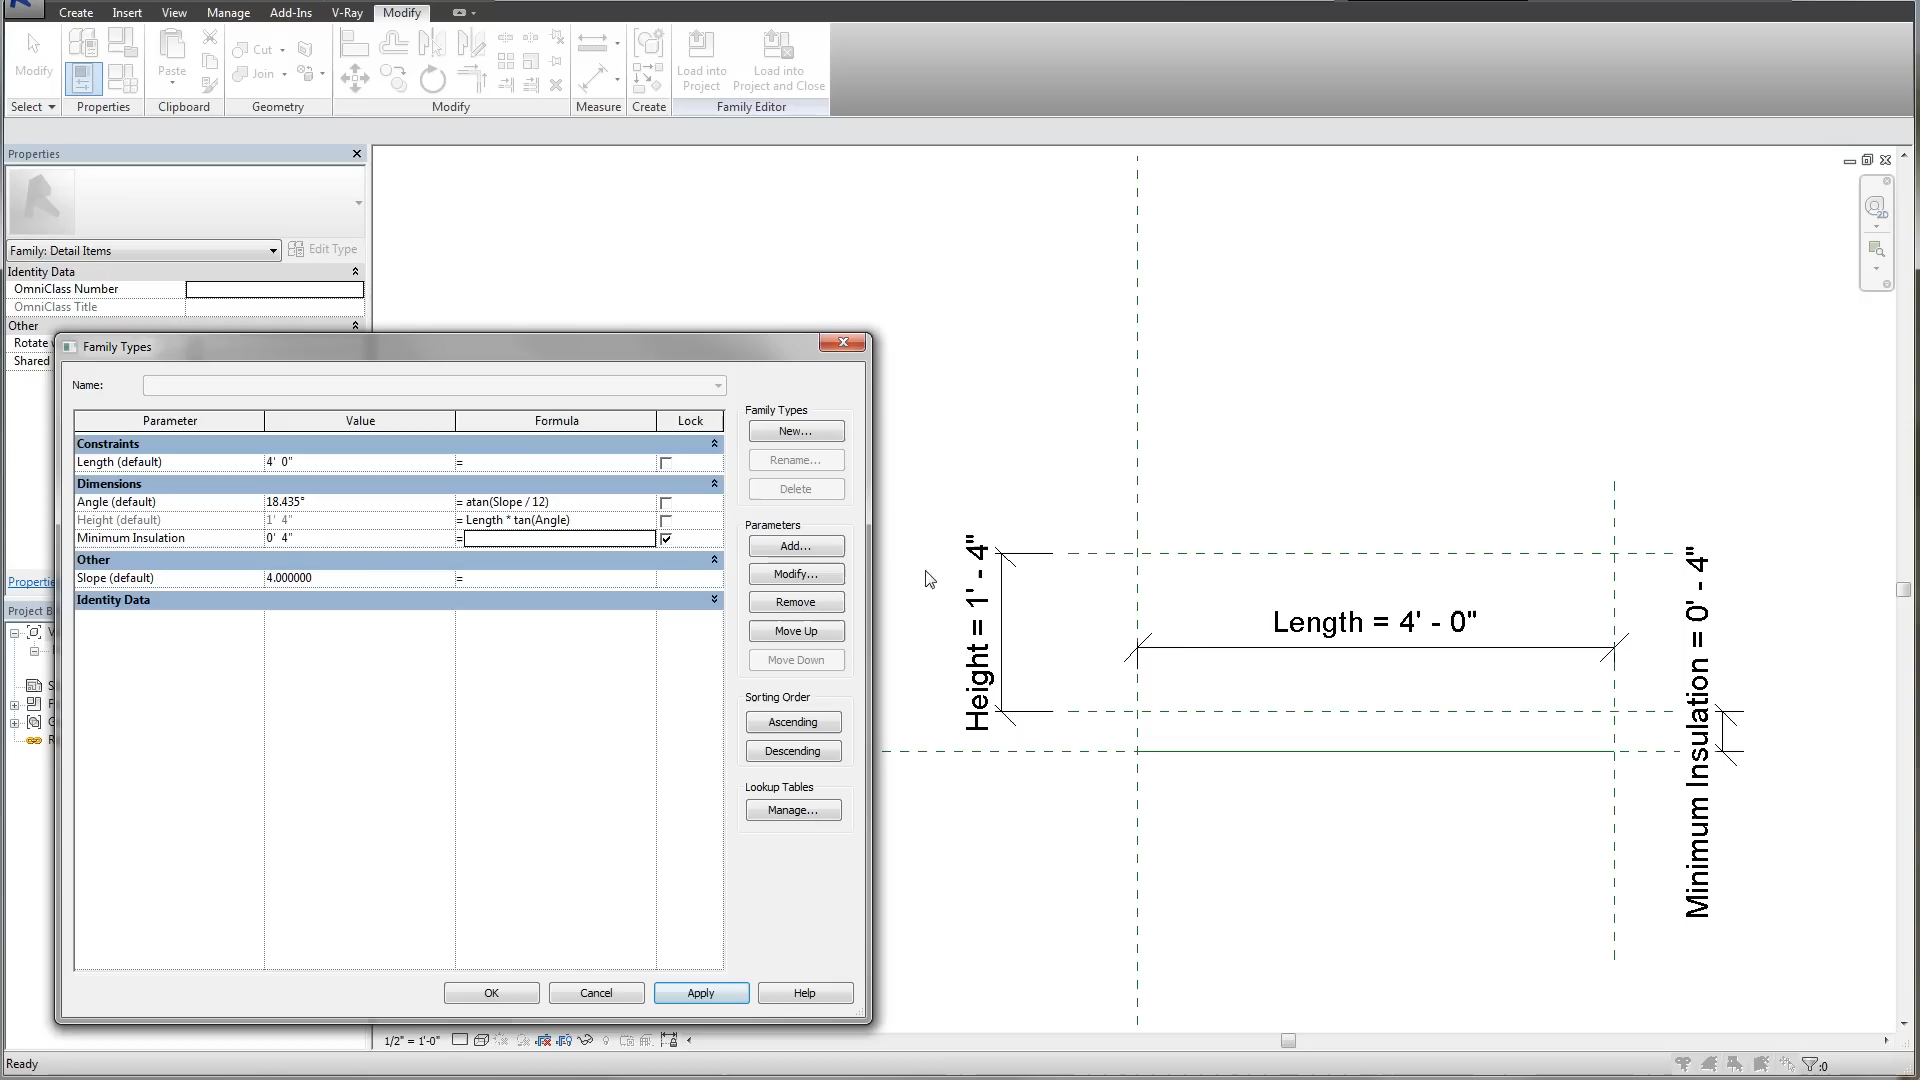 Create Insert View Manage Add-Ins V-Ray Modify
Modify
Paste
Cut
Join
Load into Project
Load into Project and Close
Select Properties Clipboard Geometry Modify Measure Create Family Editor
Properties
Family: Detail Items
Edit Type
Identity Data
OmniClass Number
OmniClass Title
Other
Rotate
Shared
Family Types
Name:
Parameter Value Formula Lock
Constraints
Length (default) 4' 0" =
Dimensions
Angle (default) 18.435° = atan(Slope / 12)
Height (default) 1' 4" = Length * tan(Angle)
Minimum Insulation 0' 4" =
Other
Slope (default) 4.000000 =
Identity Data
Family Types
New...
Rename...
Delete
Parameters
Add...
Modify...
Remove
Move Up
Move Down
Sorting Order
Ascending
Descending
Lookup Tables
Manage...
OK Cancel Apply Help
Height = 1' - 4"
Length = 4' - 0"
Minimum Insulation = 0' - 4"
2D
1/2" = 1'-0"
Ready
:0